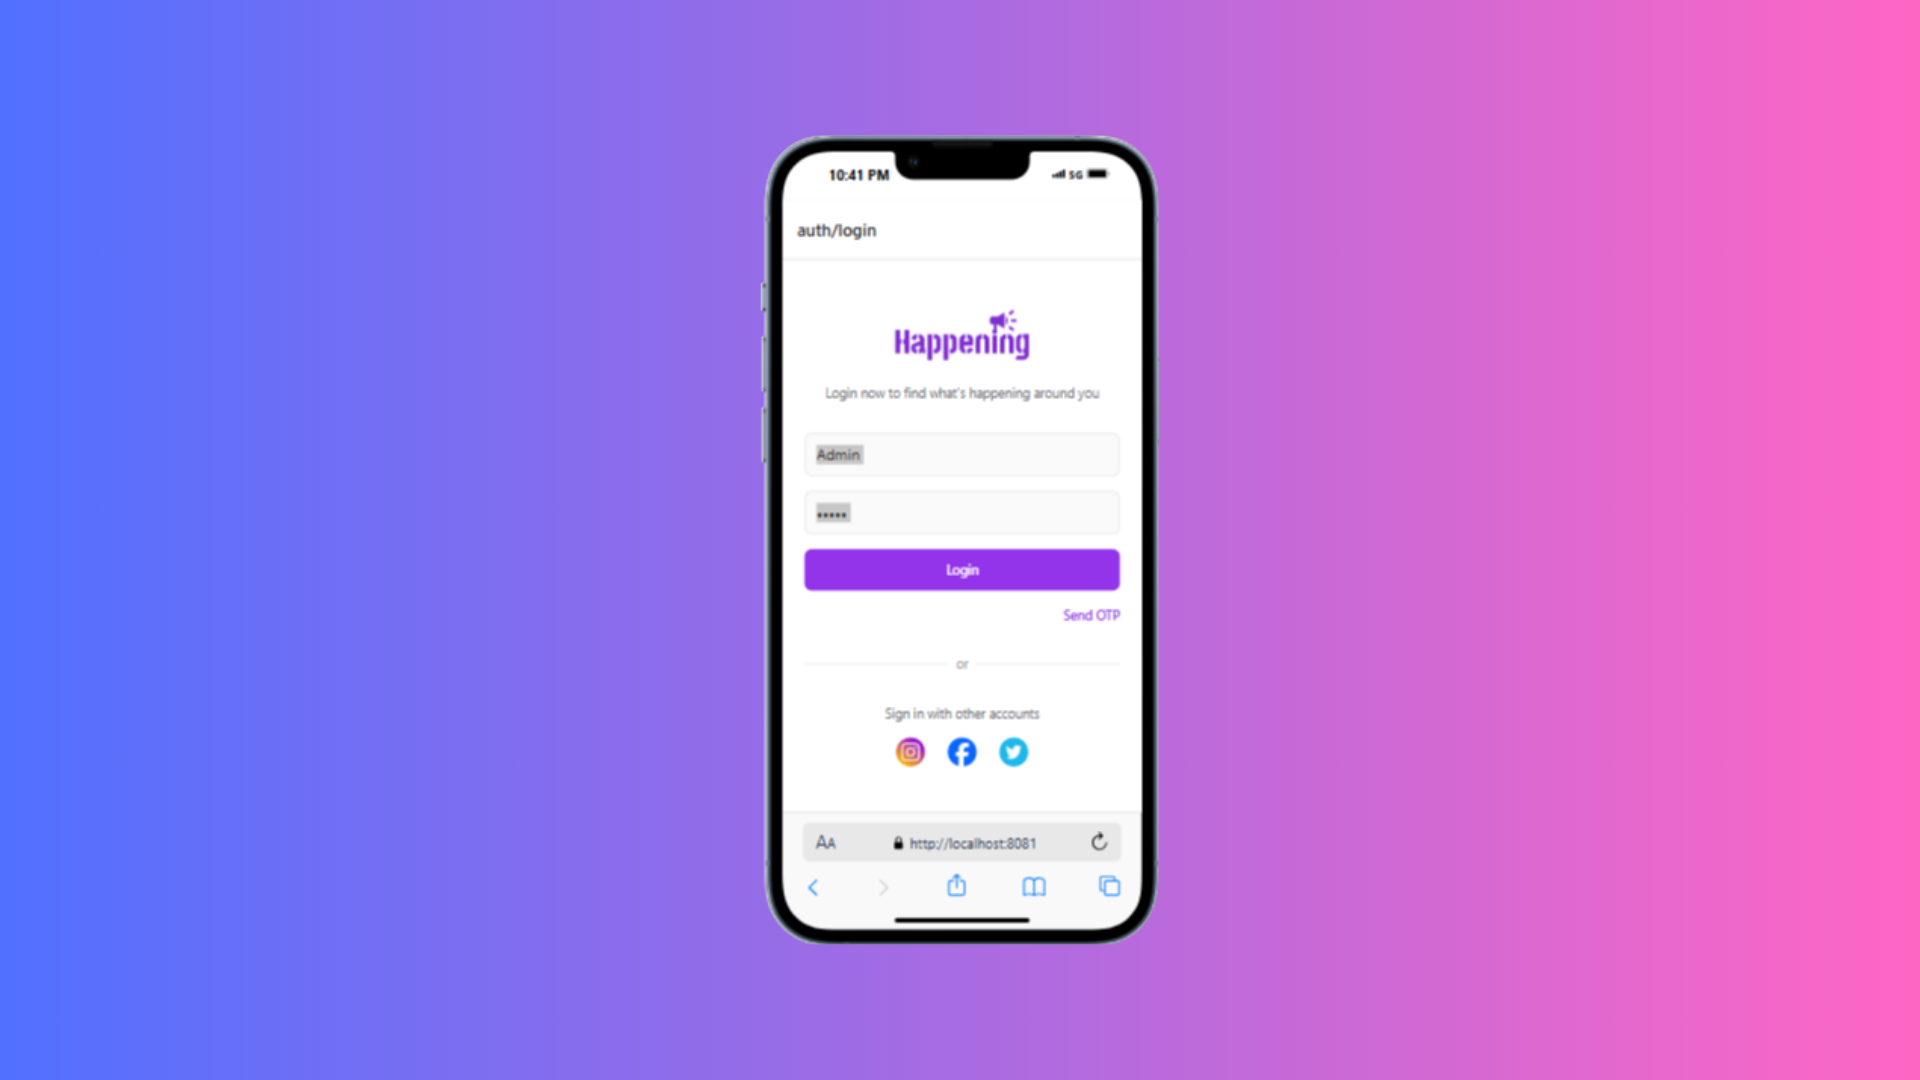 10:41 PM 5G
auth/login
Happening
Login now to find what's happening around you
Admin
•••••
Login
Send OTP
or
Sign in with other accounts
AA http://localhost:8081